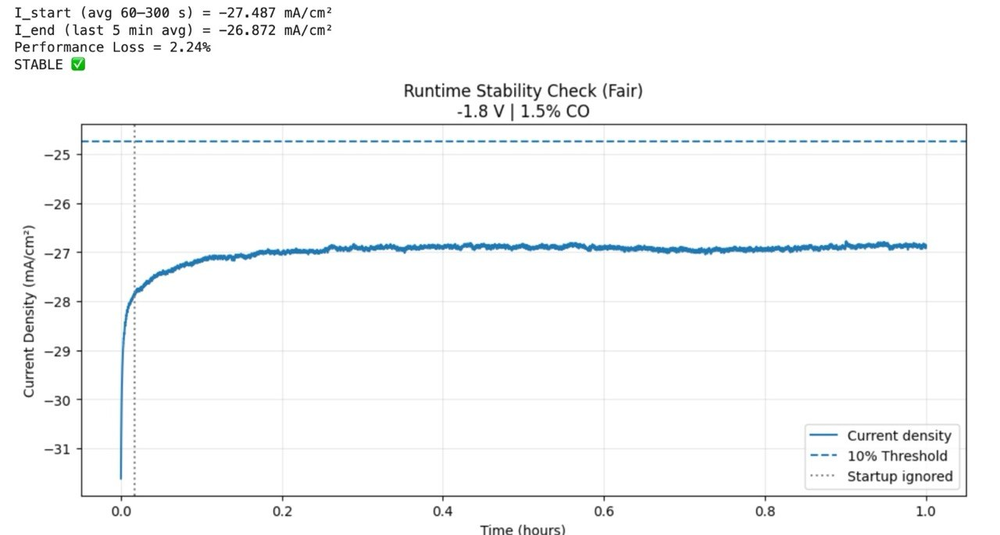 I_start (avg 60–300 s) = -27.487 mA/cm²
I_end (last 5 min avg) = -26.872 mA/cm²
Performance Loss = 2.24%
STABLE ✅
Runtime Stability Check (Fair)
-1.8 V | 1.5% CO
−25
−26
−27
−28
−29
−30
−31
Current Density (mA/cm²)
Current density
10% Threshold
Startup ignored
0.0 0.2 0.4 0.6 0.8 1.0
Time (hours)